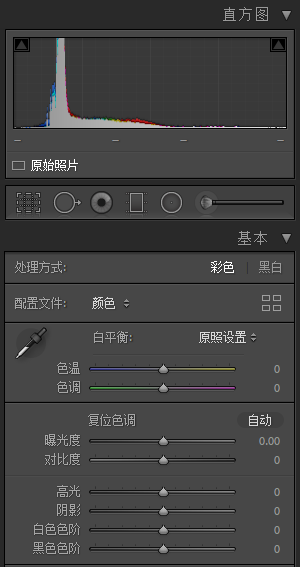 直方图
原始照片
基本
处理方式: 彩色 | 黑白
配置文件: 颜色
白平衡: 原照设置
色温 0
色调 0
复位色调 自动
曝光度 0.00
对比度 0
高光 0
阴影 0
白色色阶 0
黑色色阶 0